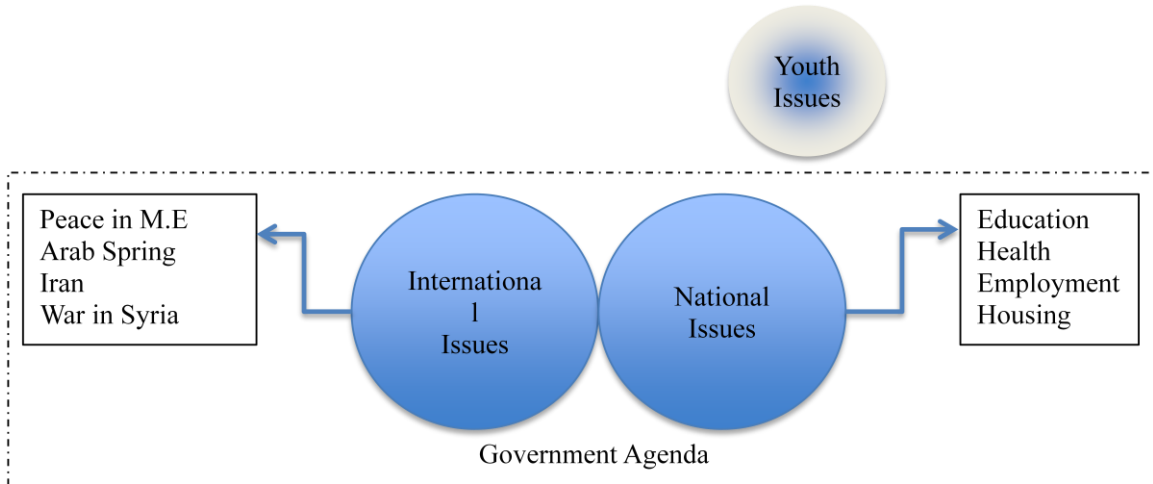 Youth
Issues
Peace in M.E
Arab Spring
Iran
War in Syria
Internationa
l
Issues
National
Issues
Education
Health
Employment
Housing
Government Agenda